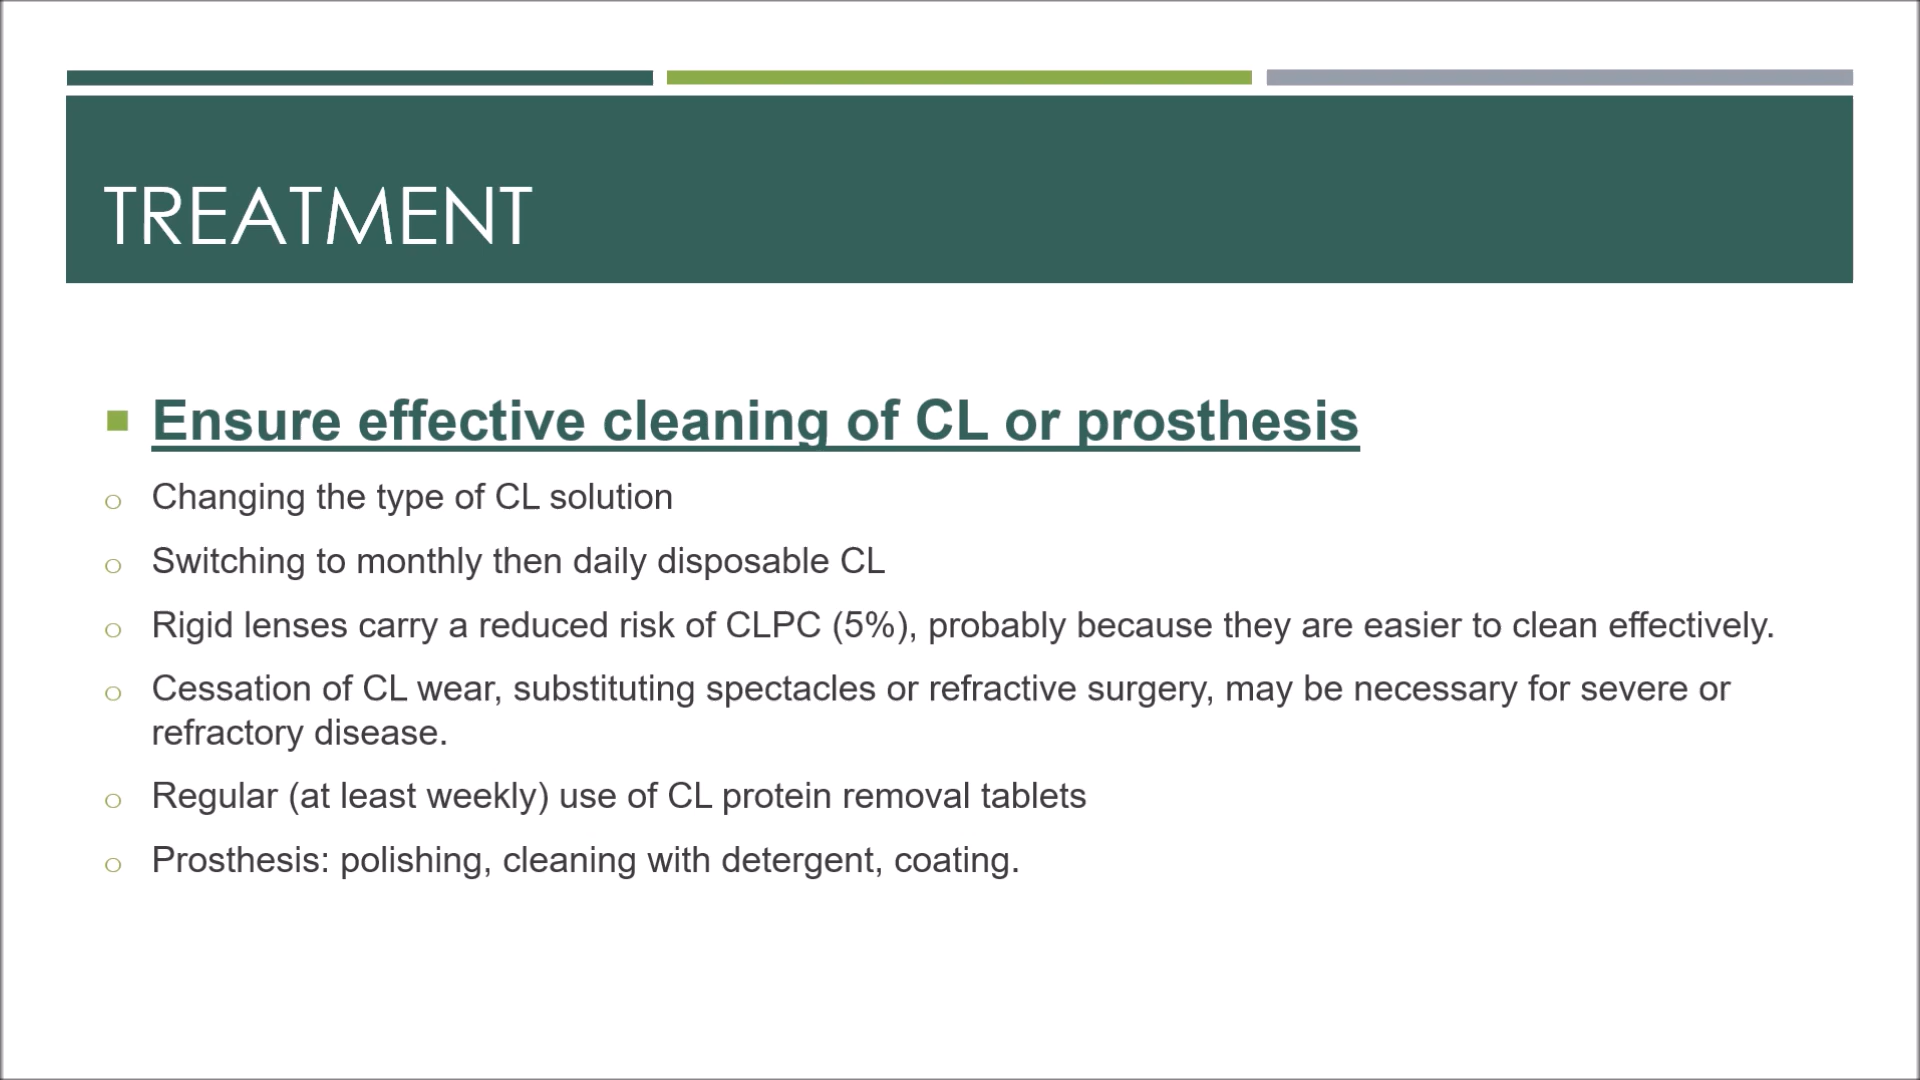 TREATMENT
Ensure effective cleaning of CL or prosthesis
Changing the type of CL solution
Switching to monthly then daily disposable CL
Rigid lenses carry a reduced risk of CLPC (5%), probably because they are easier to clean effectively.
Cessation of CL wear, substituting spectacles or refractive surgery, may be necessary for severe or
refractory disease.
Regular (at least weekly) use of CL protein removal tablets
Prosthesis: polishing, cleaning with detergent, coating.